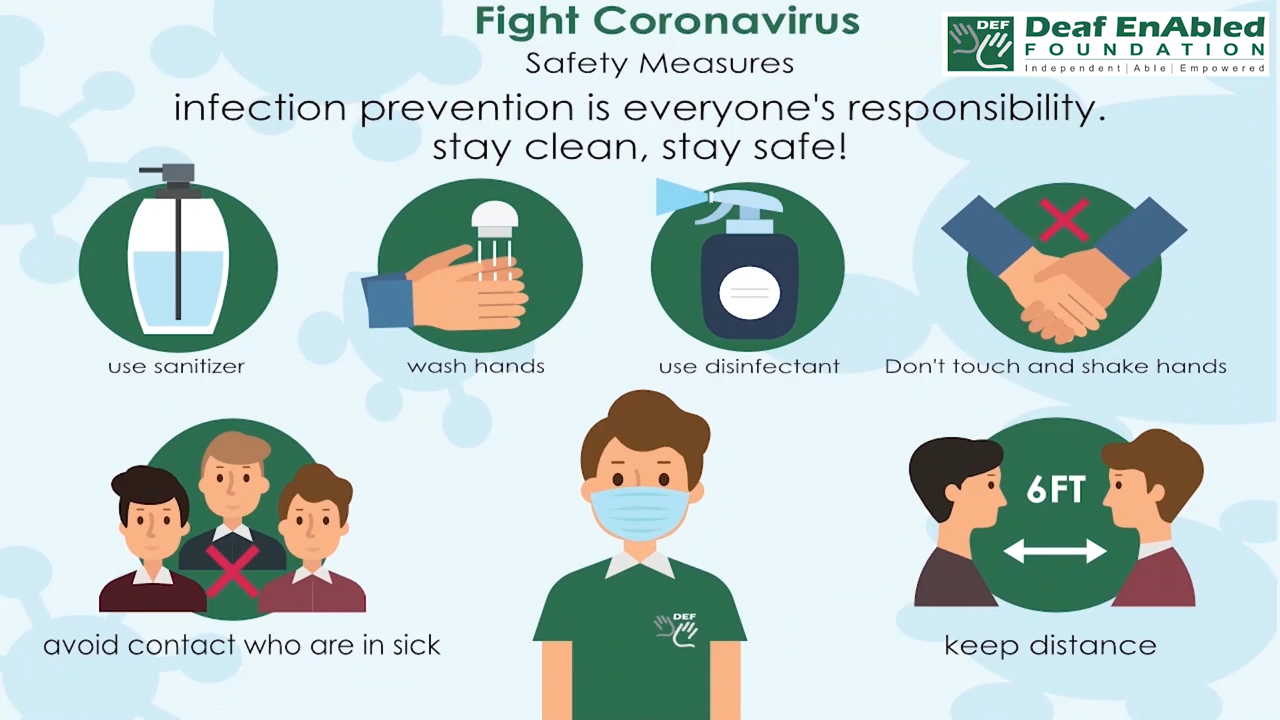 Fight Coronavirus
Safety Measures
DEF
Deaf EnAbled
FOUNDATION
Independent | Able | Empowered
infection prevention is everyone's responsibility.
stay clean, stay safe!
use sanitizer
wash hands
use disinfectant
Don't touch and shake hands
6FT
DEF
avoid contact who are in sick
keep distance